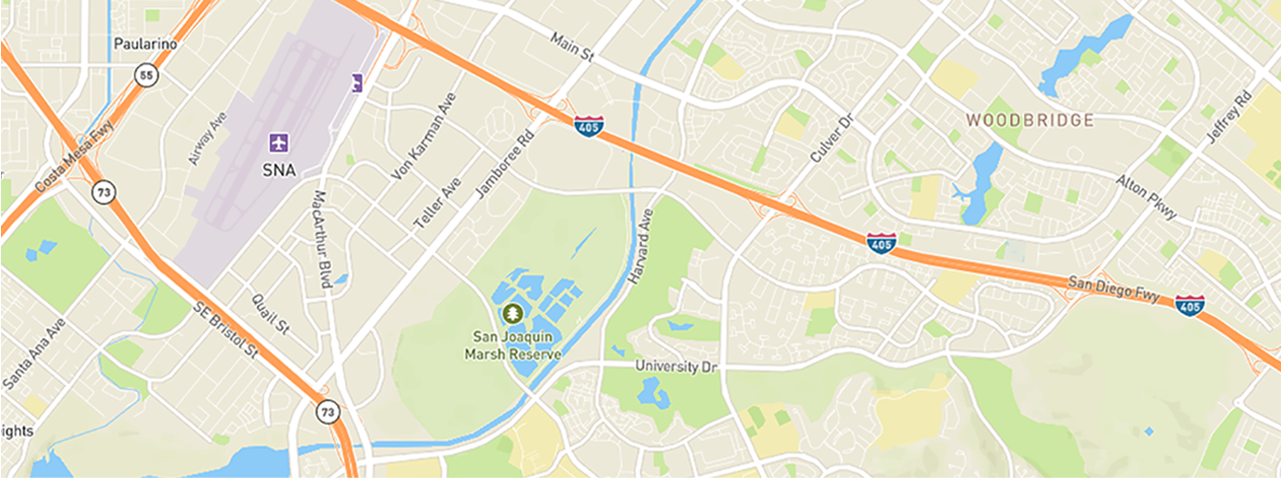 Main St
Paularino
55
405
WOODBRIDGE
Jeffrey Rd
Airway Ave
Von Karman Ave
Culver Dr
Costa Mesa Fwy
SNA
Jamboree Rd
73
Teller Ave
Alton Pkwy
MacArthur Blvd
Harvard Ave
405
San Diego Fwy
405
Quail St
SE Bristol St
San Joaquin
Marsh Reserve
Santa Ana Ave
University Dr
73
ights